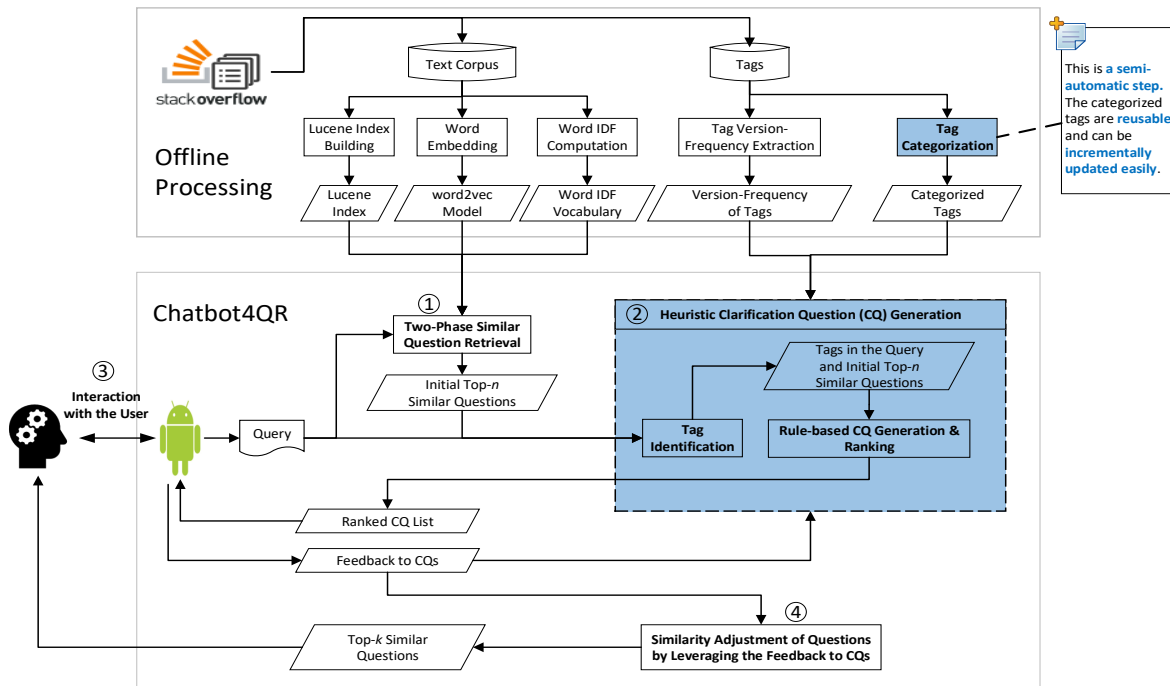 stackoverflow
Offline
Processing
Text Corpus
Tags
Lucene Index
Building
Word
Embedding
Word IDF
Computation
Tag Version-
Frequency Extraction
Tag
Categorization
Lucene
Index
word2vec
Model
Word IDF
Vocabulary
Version-Frequency
of Tags
Categorized
Tags
This is a semi-
automatic step.
The categorized
tags are reusable
and can be
incrementally
updated easily.
Chatbot4QR
①
Two-Phase Similar
Question Retrieval
Initial Top-n
Similar Questions
② Heuristic Clarification Question (CQ) Generation
Tags in the Query
and Initial Top-n
Similar Questions
Tag
Identification
Rule-based CQ Generation &
Ranking
③
Interaction
with the User
Query
Ranked CQ List
Feedback to CQs
④
Similarity Adjustment of Questions
by Leveraging the Feedback to CQs
Top-k Similar
Questions